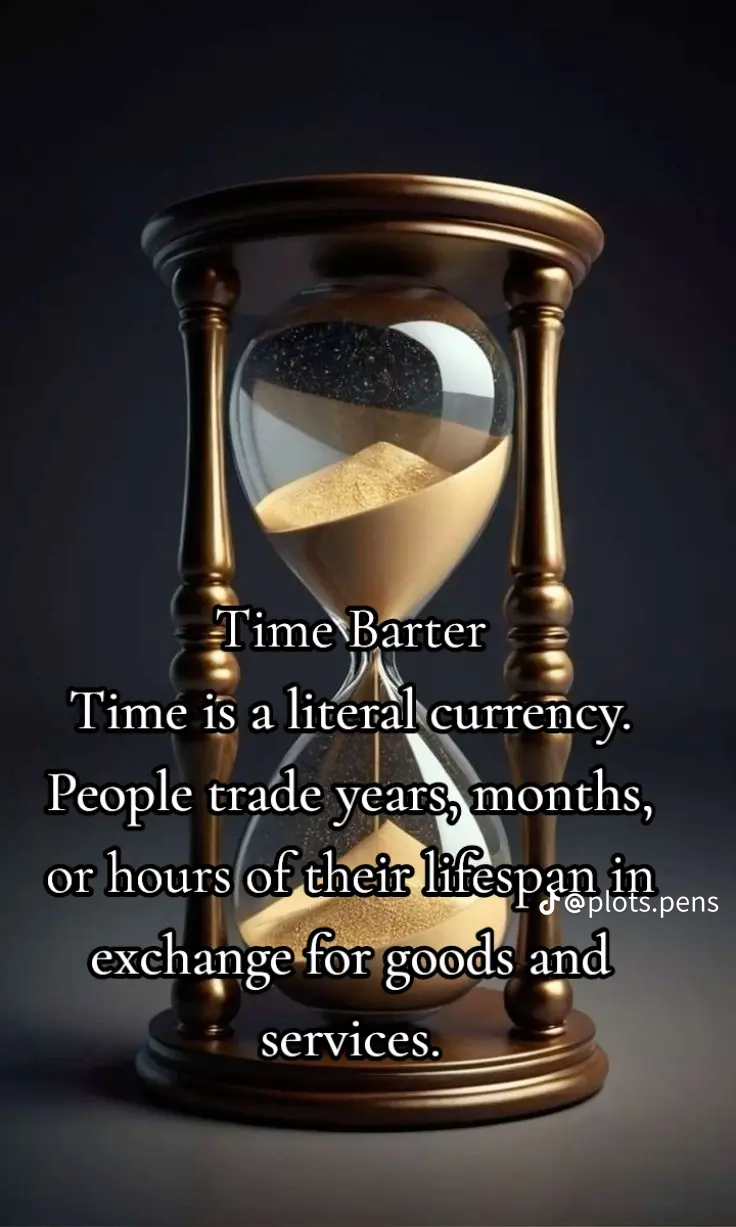 Time Barter
Time is a literal currency.
People trade years, months,
or hours of their lifespan in
@plots.pens
exchange for goods and
services.